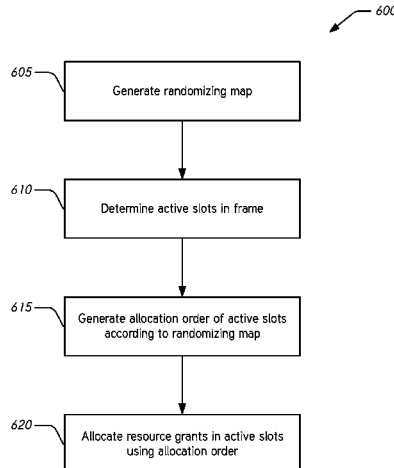 600
605
Generate randomizing map
610
Determine active slots in frame
615
Generate allocation order of active slots
according to randomizing map
620
Allocate resource grants in active slots
using allocation order